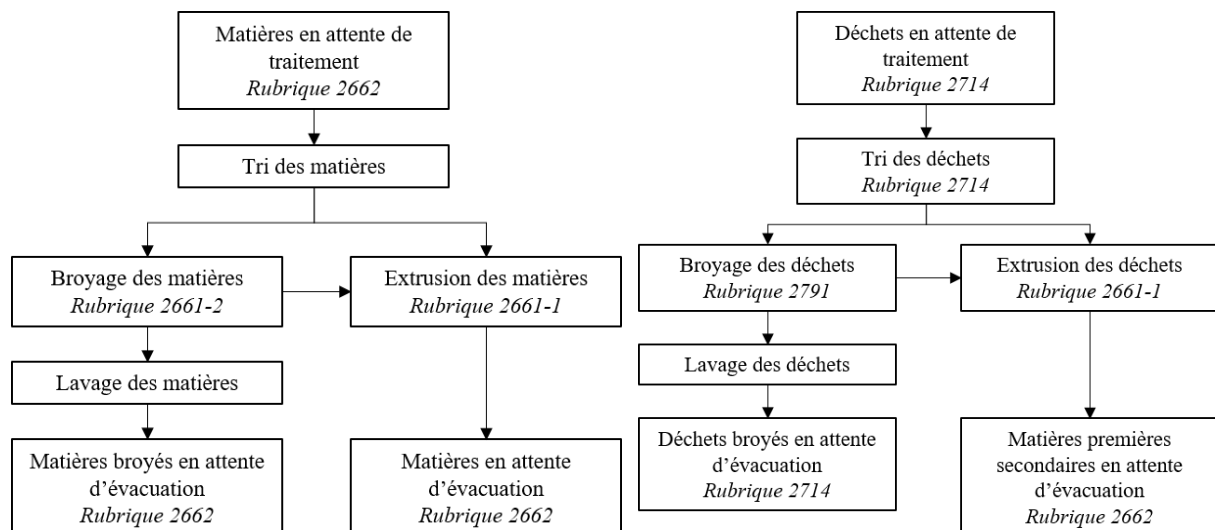 Matières en attente de
traitement
Rubrique 2662
Tri des matières
Broyage des matières
Rubrique 2661-2
Extrusion des matières
Rubrique 2661-1
Lavage des matières
Matières broyés en attente
d’évacuation
Rubrique 2662
Matières en attente
d’évacuation
Rubrique 2662
Déchets en attente de
traitement
Rubrique 2714
Tri des déchets
Rubrique 2714
Broyage des déchets
Rubrique 2791
Extrusion des déchets
Rubrique 2661-1
Lavage des déchets
Déchets broyés en attente
d’évacuation
Rubrique 2714
Matières premières
secondaires en attente
d’évacuation
Rubrique 2662